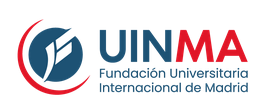 UINMA
Fundación Universitaria
Internacional de Madrid